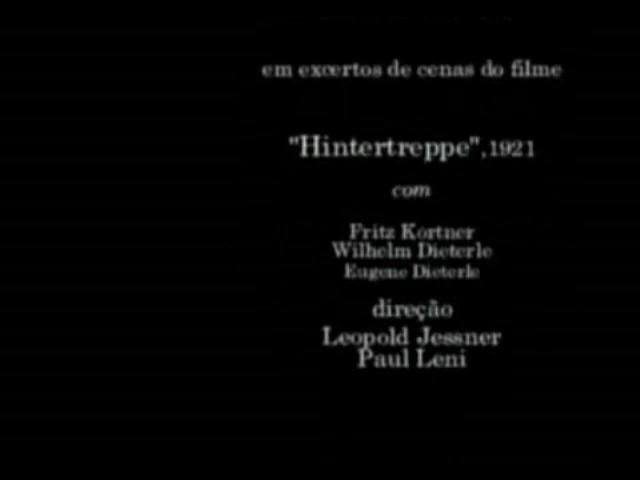 em excertos de cenas do filme
"Hintertreppe",1921
com
Fritz Kortner
Wilhelm Dieterle
Eugene Dieterle
direção
Leopold Jessner
Paul Leni